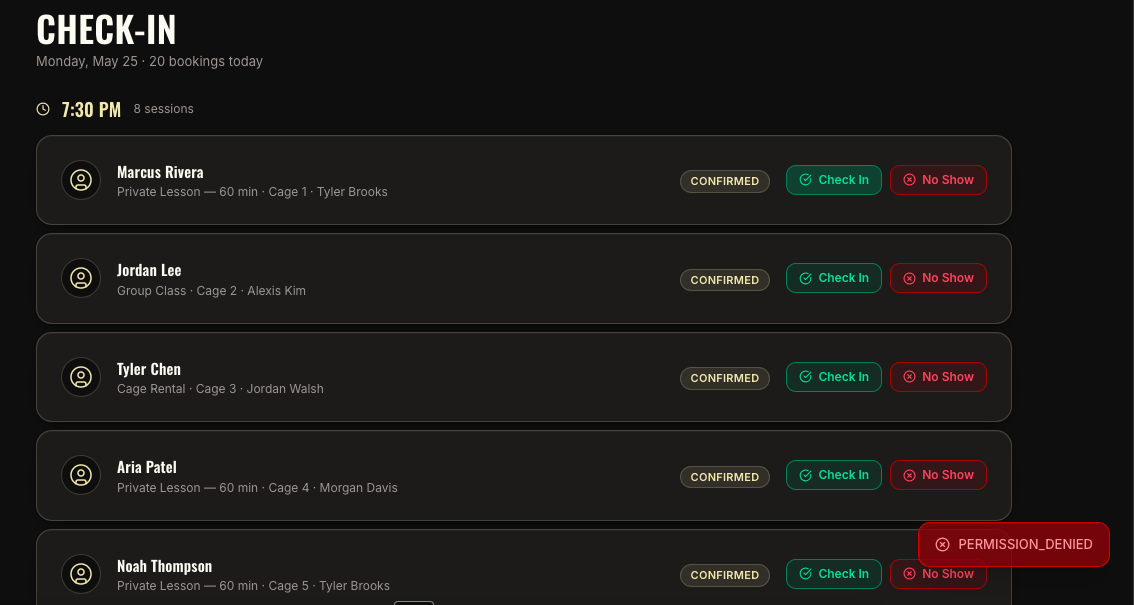 CHECK-IN
Monday, May 25 · 20 bookings today
7:30 PM 8 sessions
Marcus Rivera
Private Lesson — 60 min · Cage 1 · Tyler Brooks
CONFIRMED Check In No Show
Jordan Lee
Group Class · Cage 2 · Alexis Kim
CONFIRMED Check In No Show
Tyler Chen
Cage Rental · Cage 3 · Jordan Walsh
CONFIRMED Check In No Show
Aria Patel
Private Lesson — 60 min · Cage 4 · Morgan Davis
CONFIRMED Check In No Show
PERMISSION_DENIED
Noah Thompson
Private Lesson — 60 min · Cage 5 · Tyler Brooks
CONFIRMED Check In No Show